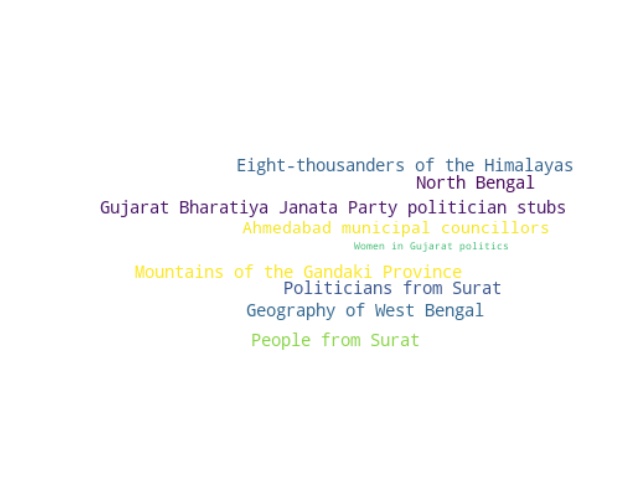 Eight-thousanders of the Himalayas
North Bengal
Gujarat Bharatiya Janata Party politician stubs
Ahmedabad municipal councillors
Women in Gujarat politics
Mountains of the Gandaki Province
Politicians from Surat
Geography of West Bengal
People from Surat